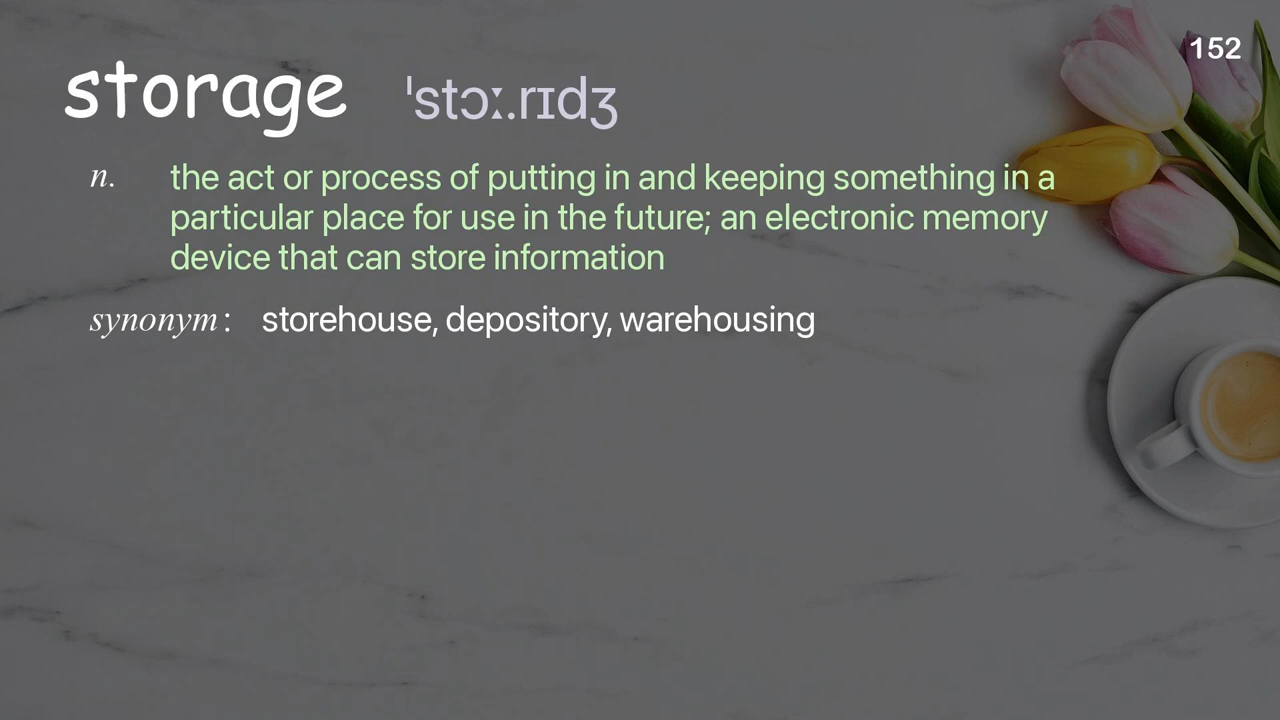 152
storage ˈstɔː.rɪdʒ
n. the act or process of putting in and keeping something in a
particular place for use in the future; an electronic memory
device that can store information
synonym: storehouse, depository, warehousing